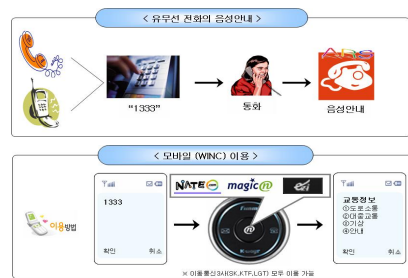 < 유무선 전화의 음성안내 >
ARS
"1333"
통화
음성안내
< 모바일 (WINC) 이용 >
NATE
magic n
ez i
1333
이용방법
확인 취소
교통정보
①도로소통
②대중교통
③기상
④안내
확인 취소
※ 이동통신3사(SK,KTF,LGT) 모두 이용 가능